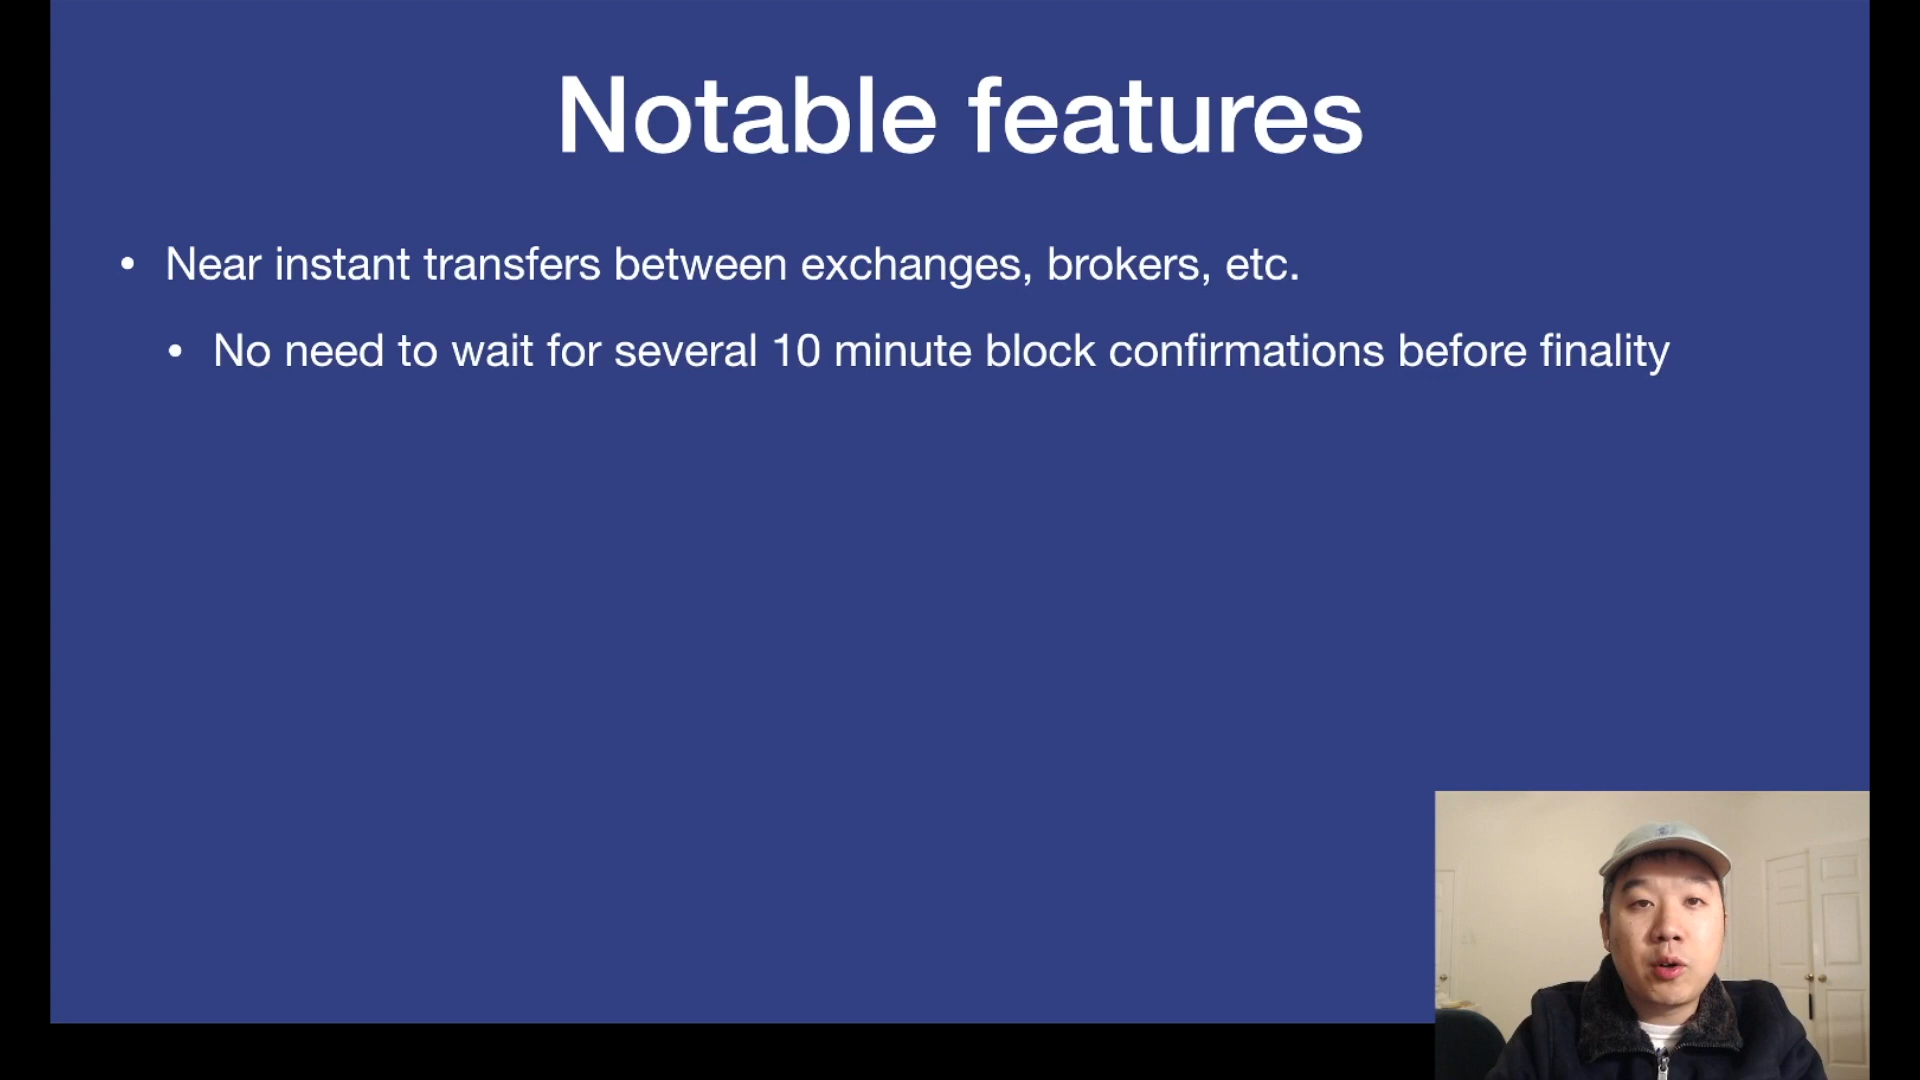 Notable features
• Near instant transfers between exchanges, brokers, etc.
• No need to wait for several 10 minute block confirmations before finality